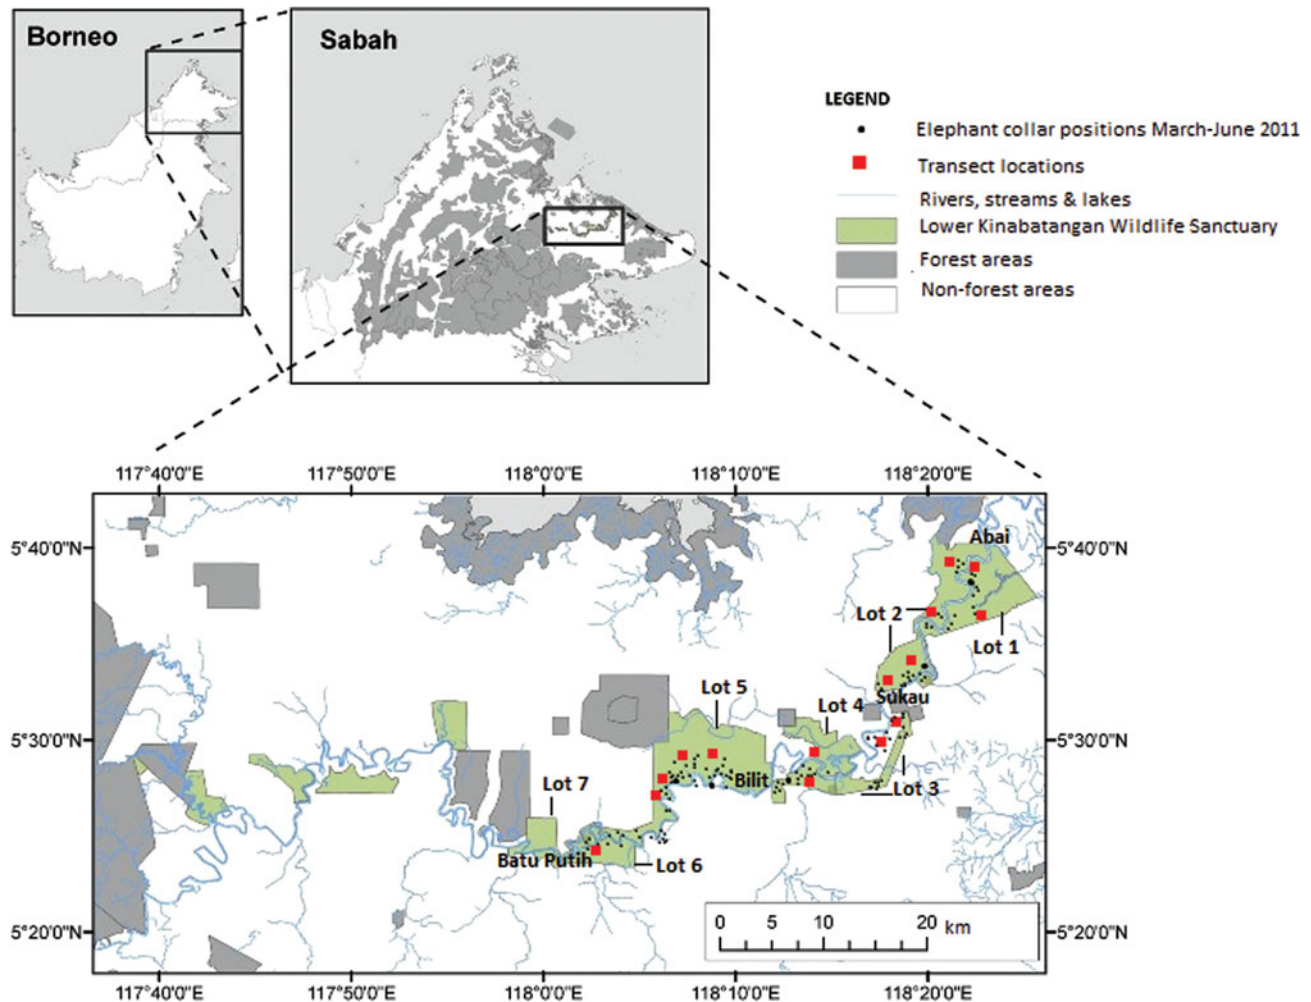 Borneo
Sabah
LEGEND
Elephant collar positions March-June 2011
Transect locations
Rivers, streams & lakes
Lower Kinabatangan Wildlife Sanctuary
Forest areas
Non-forest areas
117°40'0"E 117°50'0"E 118°0'0"E 118°10'0"E 118°20'0"E
5°40'0"N Abai 5°40'0"N
Lot 2
Lot 1
Lot 5 Sukau
Lot 4
5°30'0"N 5°30'0"N
Lot 7 Bilit Lot 3
Batu Putih Lot 6
0 5 10 20 km
5°20'0"N 5°20'0"N
117°40'0"E 117°50'0"E 118°0'0"E 118°10'0"E 118°20'0"E